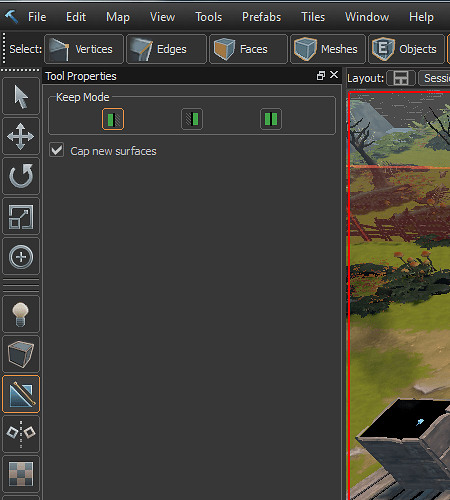 File Edit Map View Tools Prefabs Tiles Window Help
Select: Vertices Edges Faces Meshes Objects
Tool Properties
Layout:
Keep Mode
Cap new surfaces